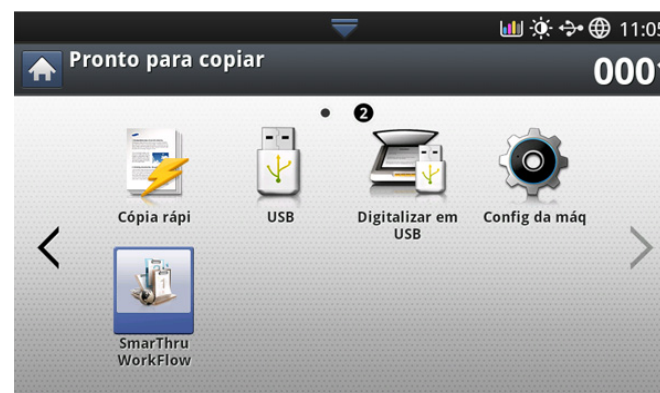 11:05
Pronto para copiar
0001
2
Cópia rápi
USB
Digitalizar em
USB
Config da máq
SmarThru
WorkFlow